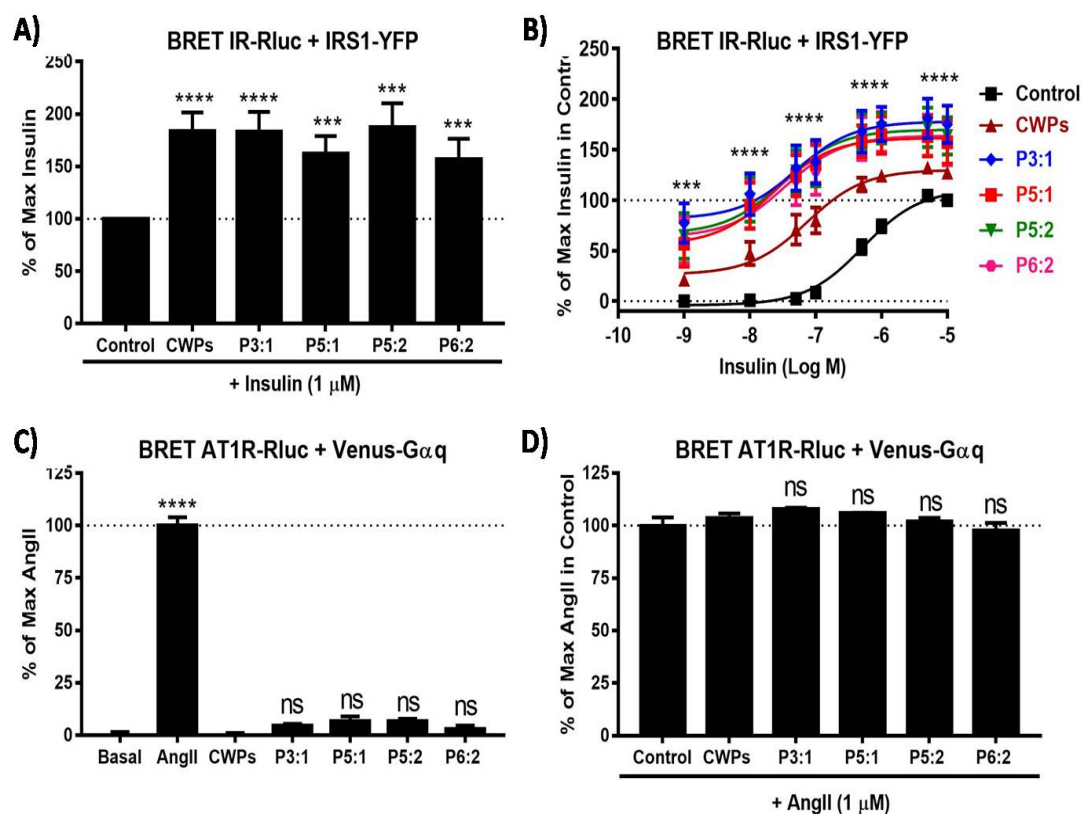 A)
BRET IR-Rluc + IRS1-YFP
% of Max Insulin
250
200
150
100
50
0
**** **** *** *** ***
Control CWPs P3:1 P5:1 P5:2 P6:2
+ Insulin (1 μM)
B)
BRET IR-Rluc + IRS1-YFP
% of Max Insulin in Contro
250
200
150
100
50
0
*** **** **** **** ****
-10 -9 -8 -7 -6 -5
Insulin (Log M)
Control
CWPs
P3:1
P5:1
P5:2
P6:2
C)
BRET AT1R-Rluc + Venus-Gαq
% of Max AngII
125
100
75
50
25
0
**** ns ns ns ns
Basal AngII CWPs P3:1 P5:1 P5:2 P6:2
D)
BRET AT1R-Rluc + Venus-Gαq
% of Max AngII in Control
125
100
75
50
25
0
ns ns ns ns
Control CWPs P3:1 P5:1 P5:2 P6:2
+ AngII (1 μM)